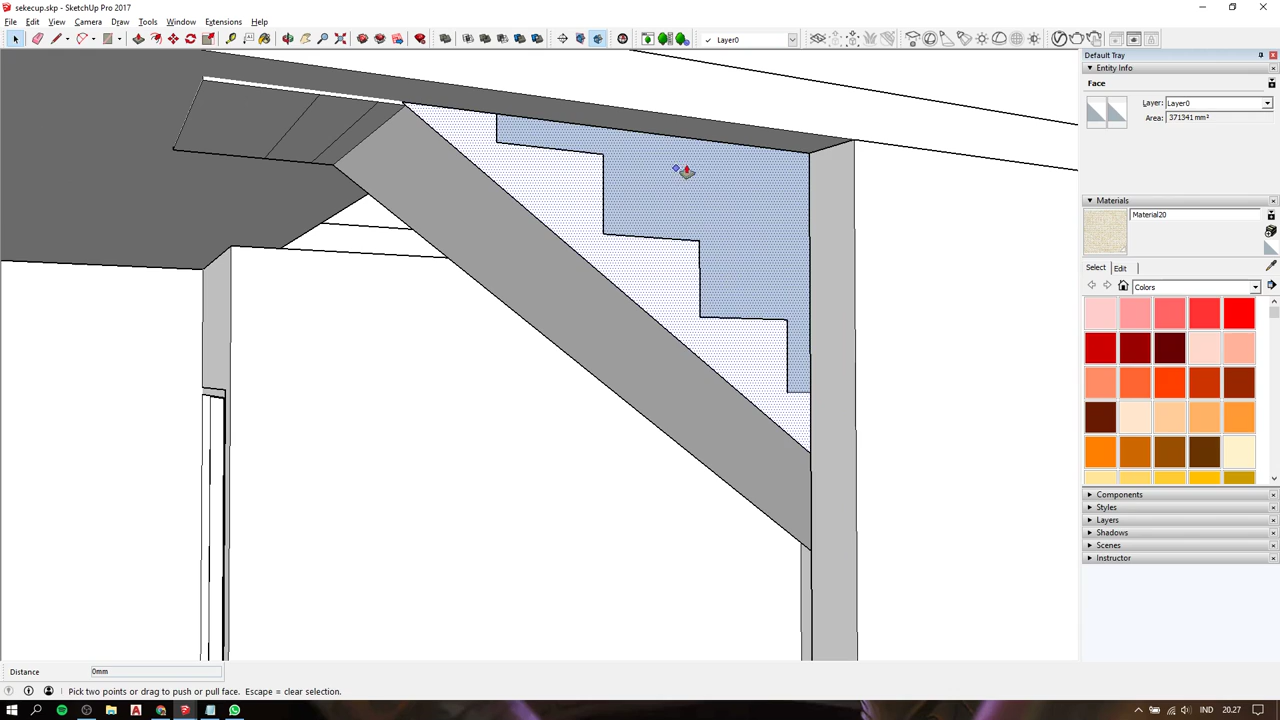 sekecup.skp - SketchUp Pro 2017
File Edit View Camera Draw Tools Window Extensions Help
Layer0
Default Tray
Entity Info
Face
Layer: Layer0
Area: 371341 mm²
Materials
Material20
Select Edit
Colors
Components
Styles
Layers
Shadows
Scenes
Instructor
Distance 0mm
Pick two points or drag to push or pull face. Escape = clear selection.
IND 20.27